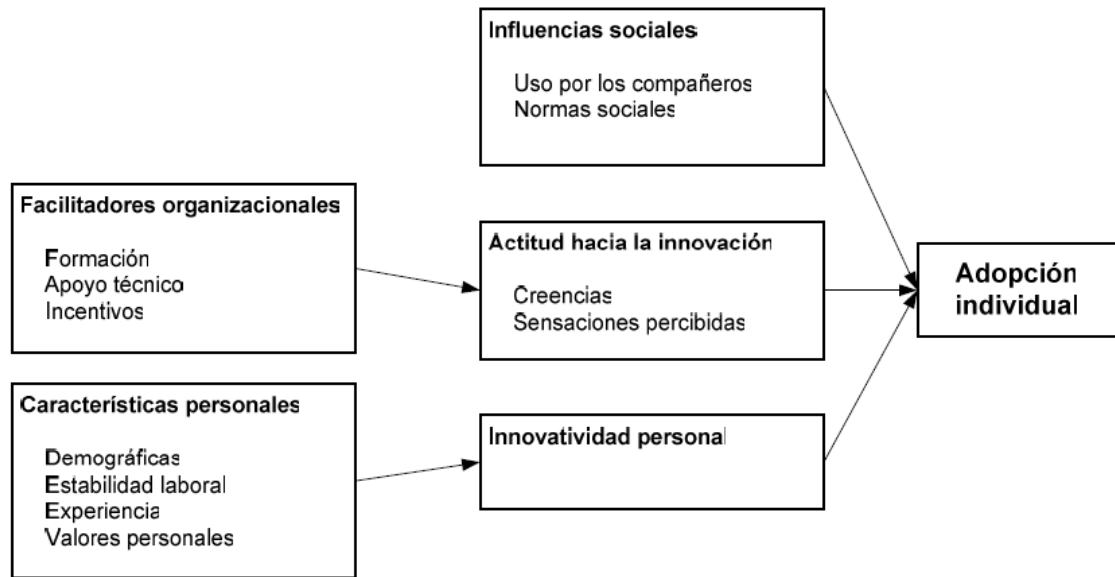 Influencias sociales
Uso por los compañeros
Normas sociales
Facilitadores organizacionales
Formación
Apoyo técnico
Incentivos
Actitud hacia la innovación
Creencias
Sensaciones percibidas
Adopción
individual
Características personales
Demográficas
Estabilidad laboral
Experiencia
Valores personales
Innovatividad personal